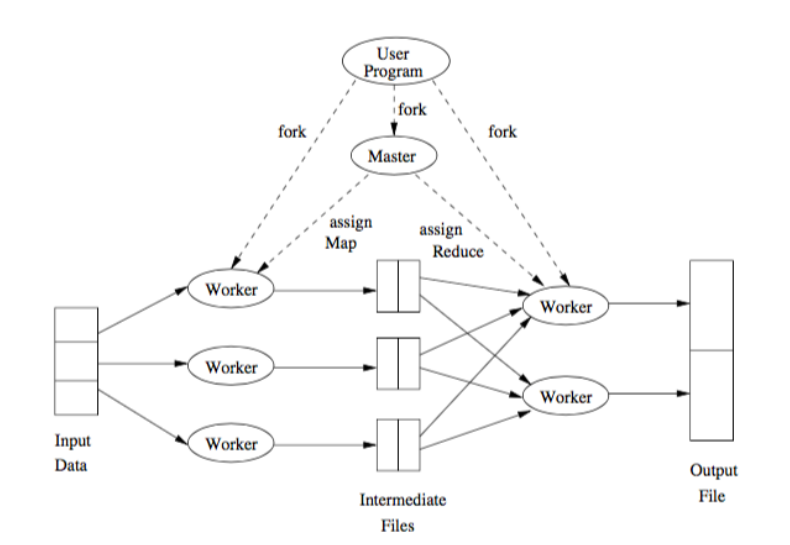 User
Program
fork
fork
fork
Master
assign
Map
assign
Reduce
Worker
Worker
Worker
Worker
Worker
Input
Data
Intermediate
Files
Output
File